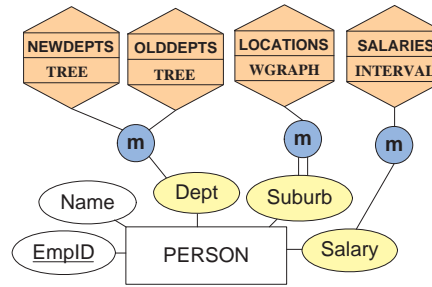 NEWDEPTS
TREE
OLDDEPTS
TREE
LOCATIONS
WGRAPH
SALARIES
INTERVAL
m
m
m
Name
Dept
Suburb
EmpID
PERSON
Salary